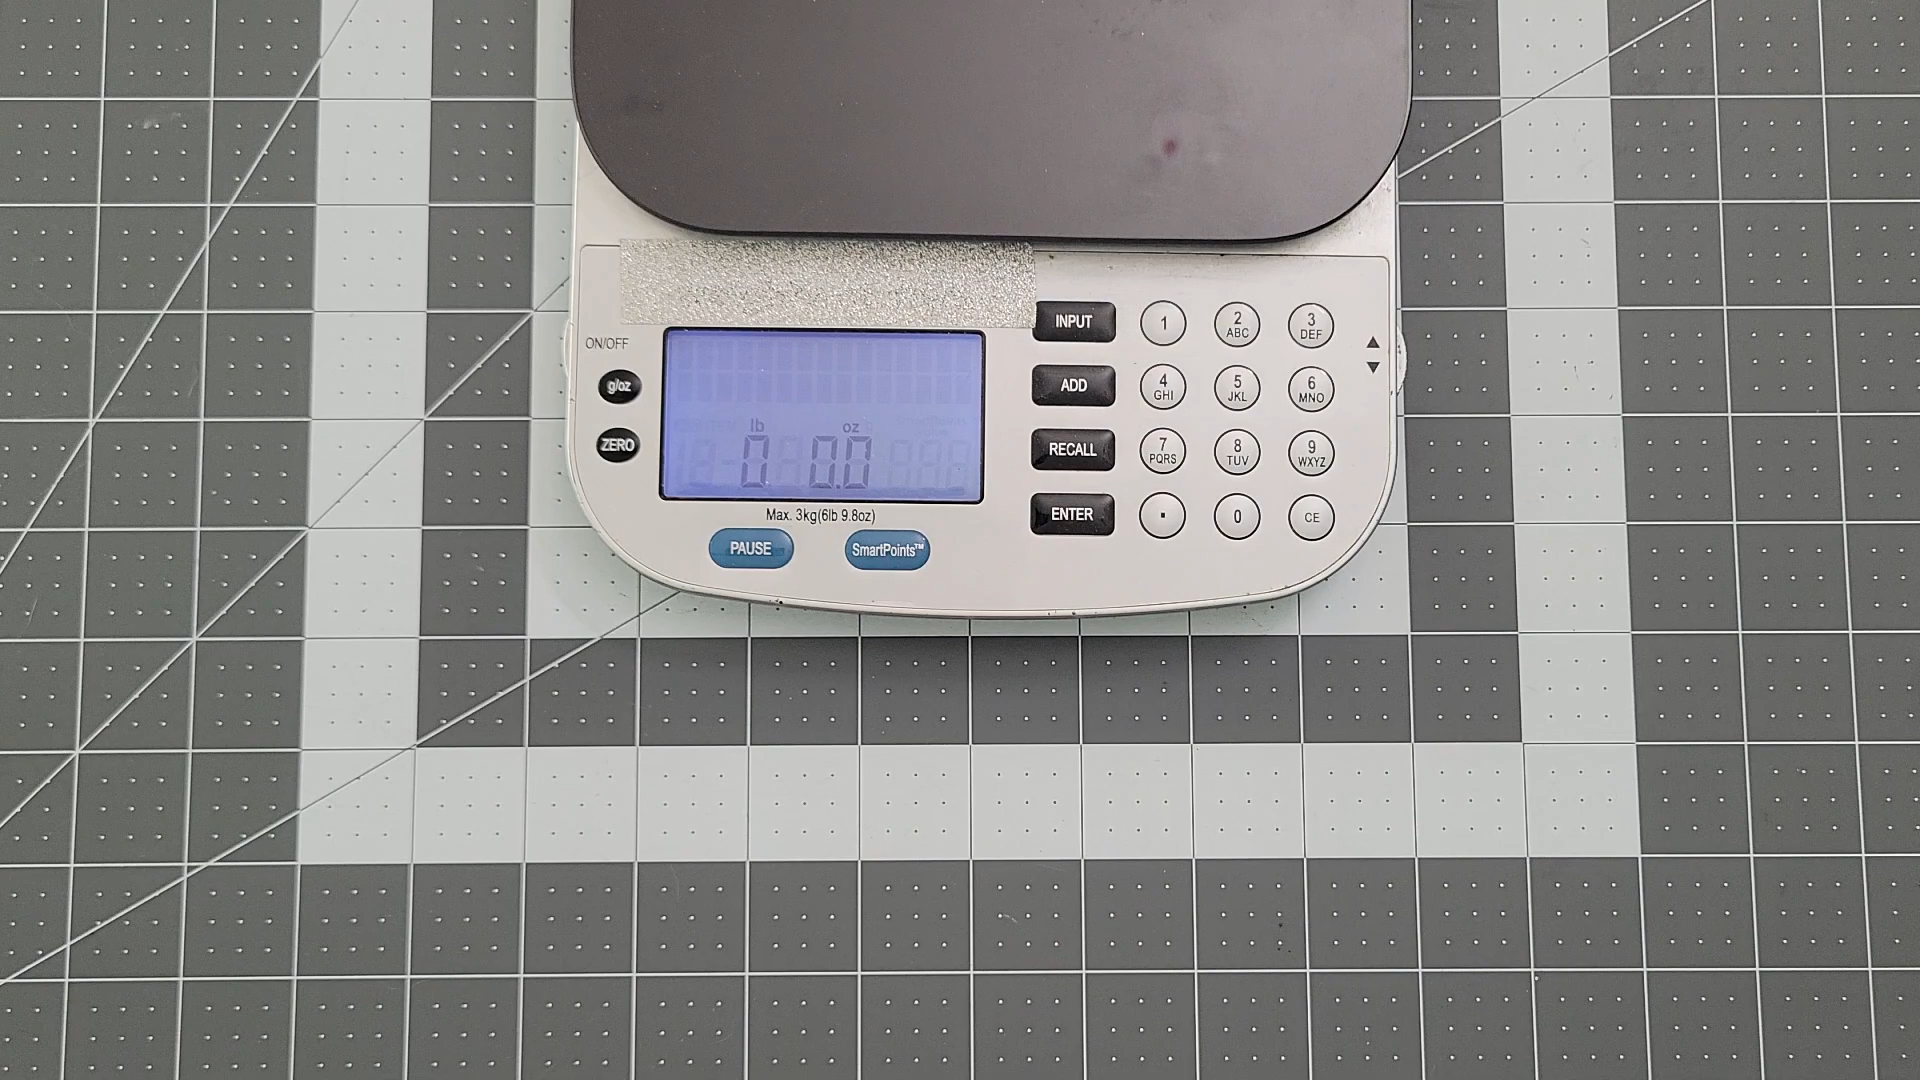 ON/OFF
g/oz
ZERO
lb oz
0 0.0
Max. 3kg(6lb 9.8oz)
PAUSE SmartPoints™
INPUT 1 2 ABC 3 DEF
ADD 4 GHI 5 JKL 6 MNO
RECALL 7 PQRS 8 TUV 9 WXYZ
ENTER . 0 CE